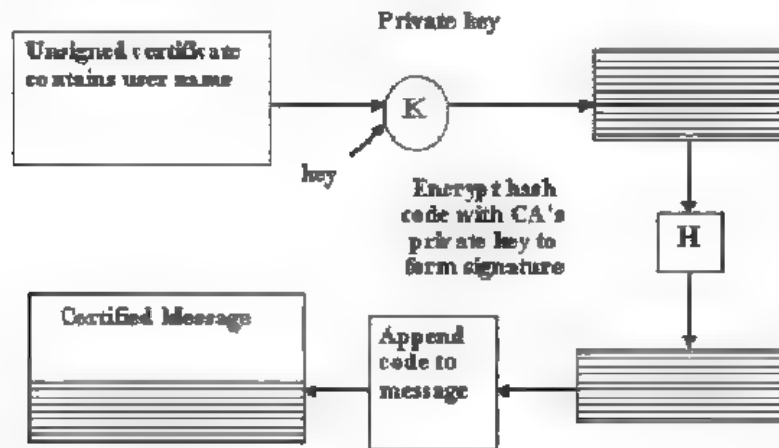 Private key
Unsigned certificate
contains user name
K
key
Encrypt hash
code with CA's
private key to
form signature
H
Certified Message
Append
code to
message